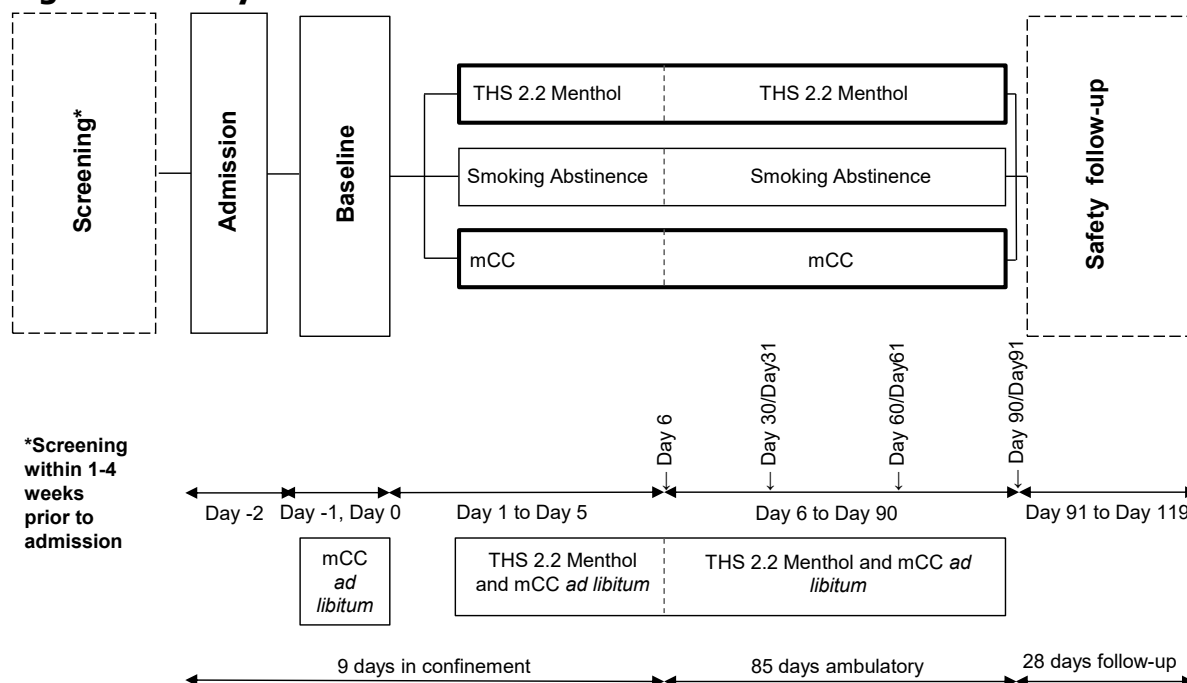 Screening*
Admission
Baseline
THS 2.2 Menthol
THS 2.2 Menthol
Smoking Abstinence
Smoking Abstinence
mCC
mCC
Safety follow-up
→ Day 6
→ Day 30/Day31
→ Day 60/Day61
→ Day 90/Day91
*Screening
within 1-4
weeks
prior to
admission
Day -2
Day -1, Day 0
Day 1 to Day 5
Day 6 to Day 90
Day 91 to Day 119
mCC
ad
libitum
THS 2.2 Menthol
and mCC ad libitum
THS 2.2 Menthol and mCC ad
libitum
9 days in confinement
85 days ambulatory
28 days follow-up